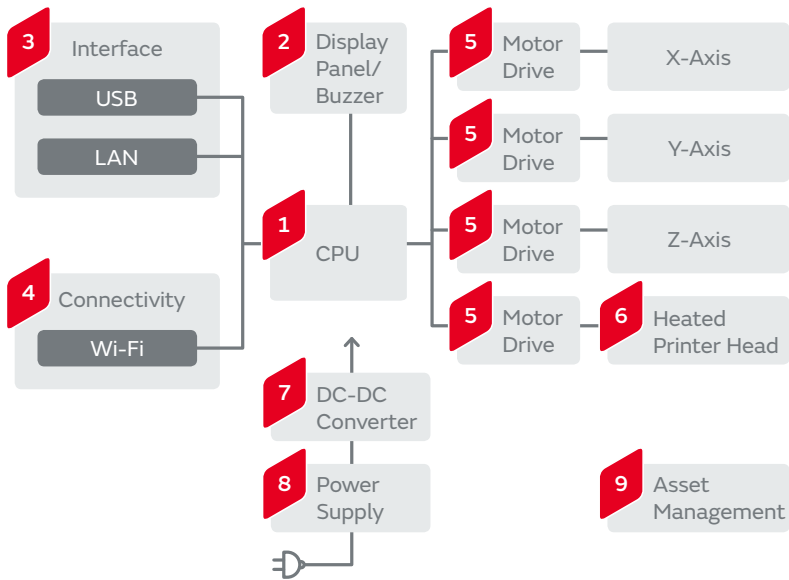 3
Interface
USB
LAN
4
Connectivity
Wi-Fi
2
Display
Panel/
Buzzer
1
CPU
7
DC-DC
Converter
8
Power
Supply
5
Motor
Drive
X-Axis
5
Motor
Drive
Y-Axis
5
Motor
Drive
Z-Axis
5
Motor
Drive
6
Heated
Printer Head
9
Asset
Management